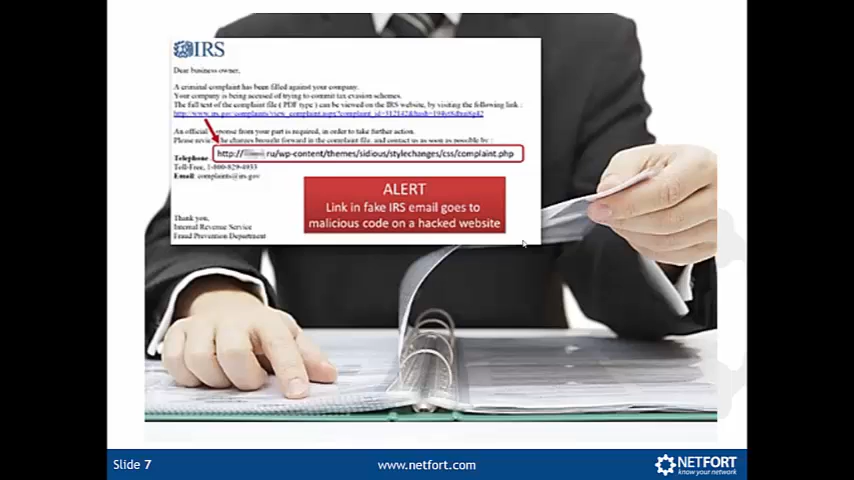 IRS
Dear business owner,
A criminal complaint has been filled against your company.
Your company is being accused of trying to commit tax evasion schemes.
The full text of the complaint file ( PDF type ) can be viewed on the IRS website, by visiting the following link :
An official response from your part is required, in order to take further action.
Please review the charges brought forward in the complaint file, and contact us as soon as possible by :
http:// .ru/wp-content/themes/sidious/stylechanges/css/complaint.php
Telephone
Toll-Free, 1-800-829-4933
Email: complaints@irs.gov
ALERT
Link in fake IRS email goes to
malicious code on a hacked website
Thank you,
Internal Revenue Service
Fraud Prevention Department
Slide 7
www.netfort.com
NETFORT
know your network